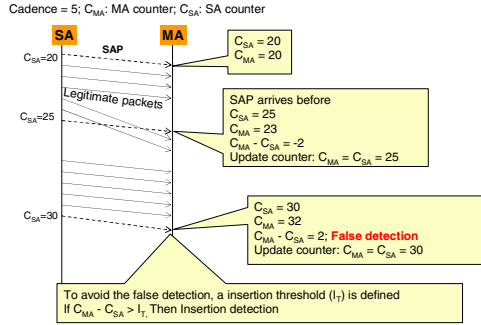 Cadence = 5; C_MA: MA counter; C_SA: SA counter
SA
MA
SAP
C_SA=20
C_SA = 20
C_MA = 20
Legitimate packets
C_SA=25
SAP arrives before
C_SA = 25
C_MA = 23
C_MA - C_SA = -2
Update counter: C_MA = C_SA = 25
C_SA=30
C_SA = 30
C_MA = 32
C_MA - C_SA = 2; False detection
Update counter: C_MA = C_SA = 30
To avoid the false detection, a insertion threshold (I_T) is defined
If C_MA - C_SA > I_T, Then Insertion detection